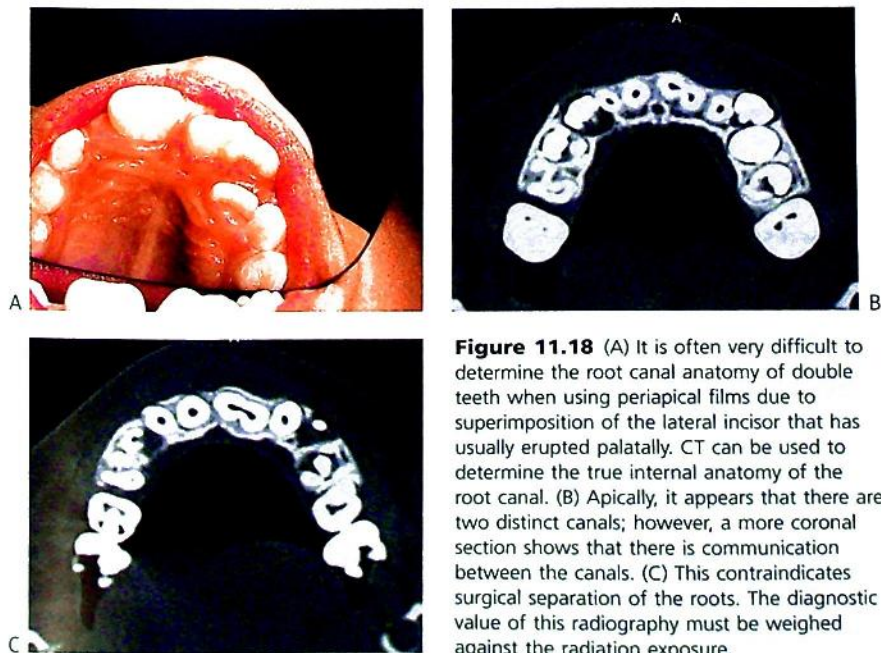 A
A
B
C
Figure 11.18 (A) It is often very difficult to
determine the root canal anatomy of double
teeth when using periapical films due to
superimposition of the lateral incisor that has
usually erupted palatally. CT can be used to
determine the true internal anatomy of the
root canal. (B) Apically, it appears that there are
two distinct canals; however, a more coronal
section shows that there is communication
between the canals. (C) This contraindicates
surgical separation of the roots. The diagnostic
value of this radiography must be weighed
against the radiation exposure.